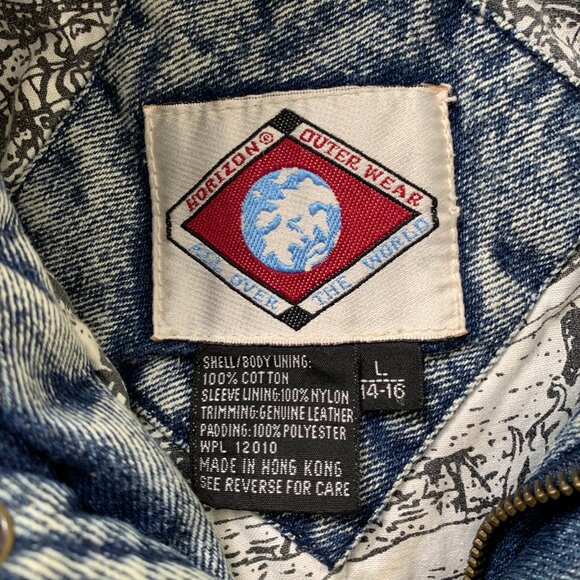 HORIZON® OUTER WEAR
ALL OVER THE WORLD
SHELL/BODY LINING:
100% COTTON
SLEEVE LINING:100% NYLON
TRIMMING:GENUINE LEATHER
PADDING:100% POLYESTER
WPL 12010
MADE IN HONG KONG
SEE REVERSE FOR CARE
L
14-16